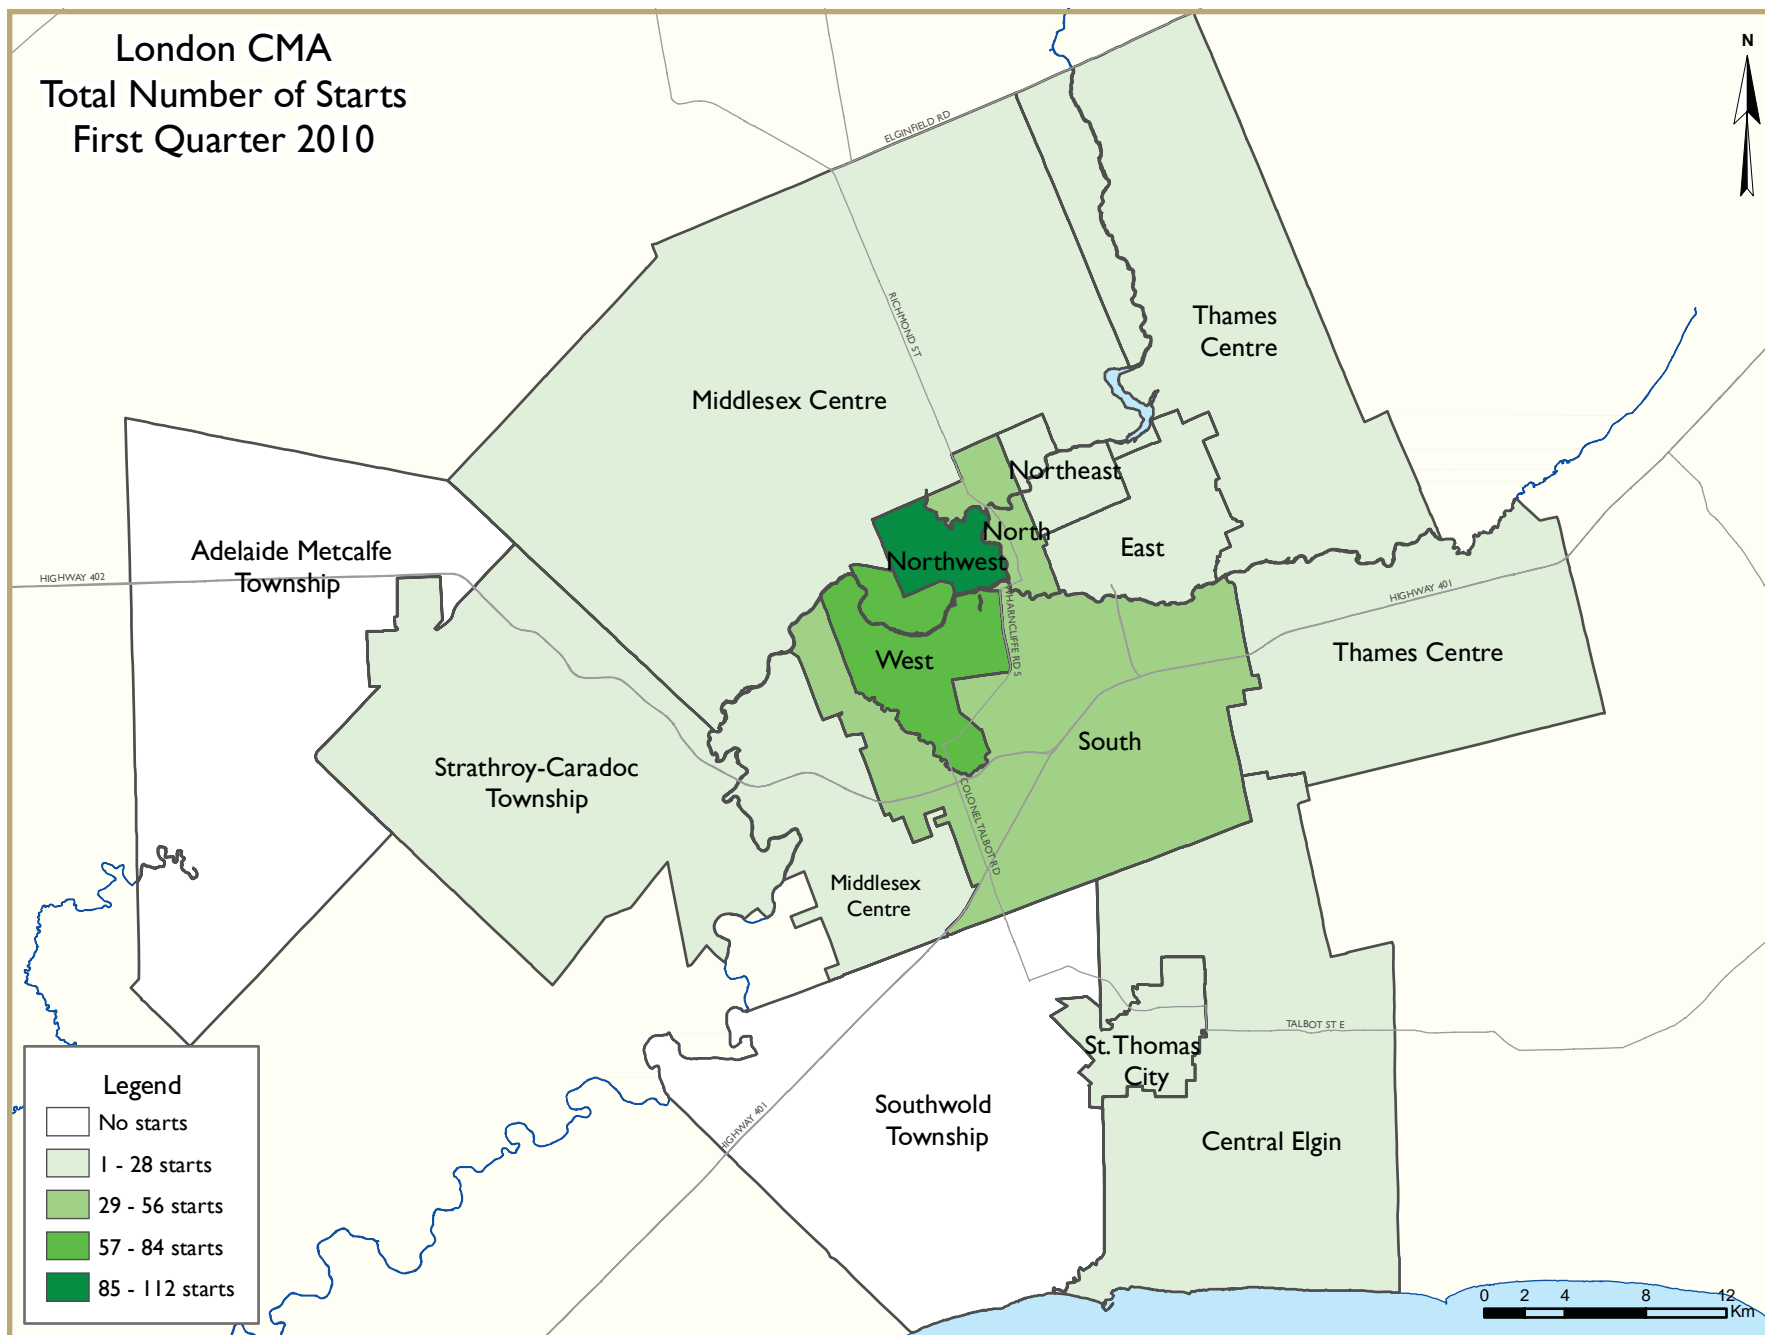 London CMA
Total Number of Starts
First Quarter 2010
N
ELGINFIELD RD
RICHMOND ST
Thames
Centre
Middlesex Centre
Northeast
North
East
Northwest
Adelaide Metcalfe
Township
HIGHWAY 402
HIGHWAY 401
WHARNCLIFFE RD S
West
Thames Centre
South
Strathroy-Caradoc
Township
COLONEL TALBOT RD
Middlesex
Centre
TALBOT ST E
St. Thomas
City
Southwold
Township
HIGHWAY 401
Central Elgin
Legend
No starts
1 - 28 starts
29 - 56 starts
57 - 84 starts
85 - 112 starts
0 2 4 8 12
Km